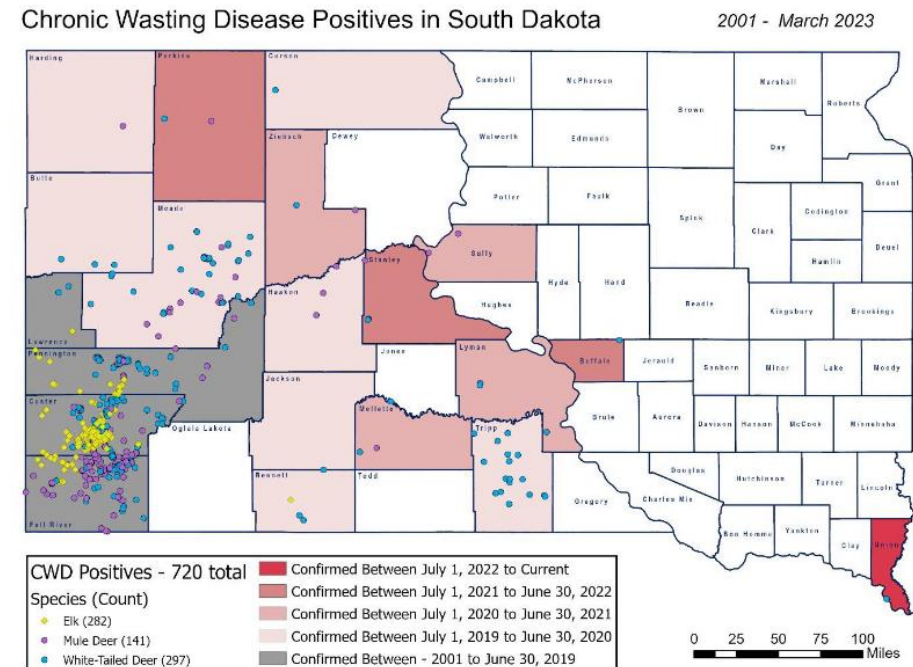 Chronic Wasting Disease Positives in South Dakota
2001 - March 2023
Harding
Perkins
Corson
Campbell
McPherson
Brown
Marshall
Roberts
Walworth
Edmunds
Day
Ziebach
Dewey
Butte
Meade
Potter
Faulk
Spink
Clark
Codington
Grant
Deuel
Hamlin
Stanley
Sully
Hyde
Hand
Haakon
Hughes
Beadle
Kingsbury
Brookings
Lawrence
Pennington
Jones
Lyman
Buffalo
Jerauld
Sanborn
Miner
Lake
Moody
Custer
Jackson
Mellette
Oglala Lakota
Tripp
Brule
Aurora
Davison
Hanson
McCook
Minnehaha
Bennett
Todd
Gregory
Douglas
Charles Mix
Hutchinson
Turner
Lincoln
Fall River
Bon Homme
Yankton
Clay
Union
CWD Positives - 720 total
Species (Count)
Elk (282)
Mule Deer (141)
White-Tailed Deer (297)
Confirmed Between July 1, 2022 to Current
Confirmed Between July 1, 2021 to June 30, 2022
Confirmed Between July 1, 2020 to June 30, 2021
Confirmed Between July 1, 2019 to June 30, 2020
Confirmed Between - 2001 to June 30, 2019
0 25 50 75 100
Miles